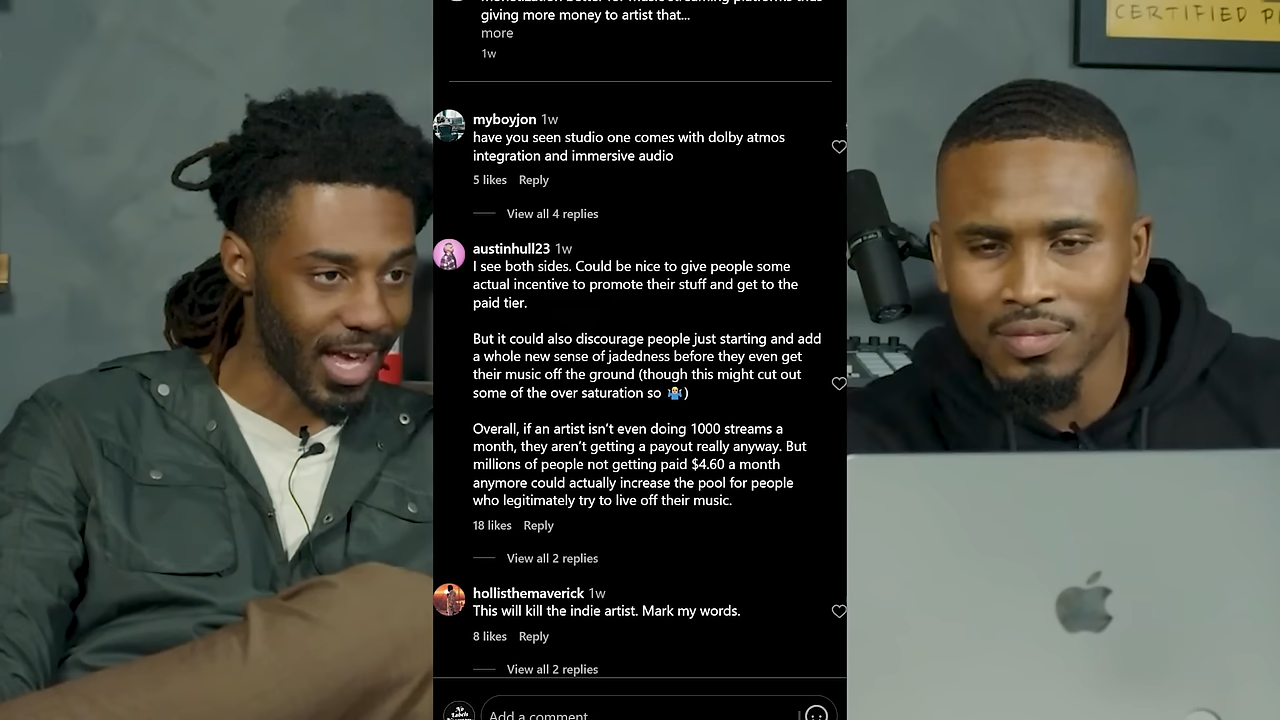 monetization better for music streaming platforms thus
giving more money to artist that...
more
1w
myboyjon 1w
have you seen studio one comes with dolby atmos
integration and immersive audio
5 likes Reply
View all 4 replies
austinhull23 1w
I see both sides. Could be nice to give people some
actual incentive to promote their stuff and get to the
paid tier.
But it could also discourage people just starting and add
a whole new sense of jadedness before they even get
their music off the ground (though this might cut out
some of the over saturation so 🤷)
Overall, if an artist isn’t even doing 1000 streams a
month, they aren’t getting a payout really anyway. But
millions of people not getting paid $4.60 a month
anymore could actually increase the pool for people
who legitimately try to live off their music.
18 likes Reply
View all 2 replies
hollisthemaverick 1w
This will kill the indie artist. Mark my words.
8 likes Reply
View all 2 replies
Add a comment
CERTIFIED